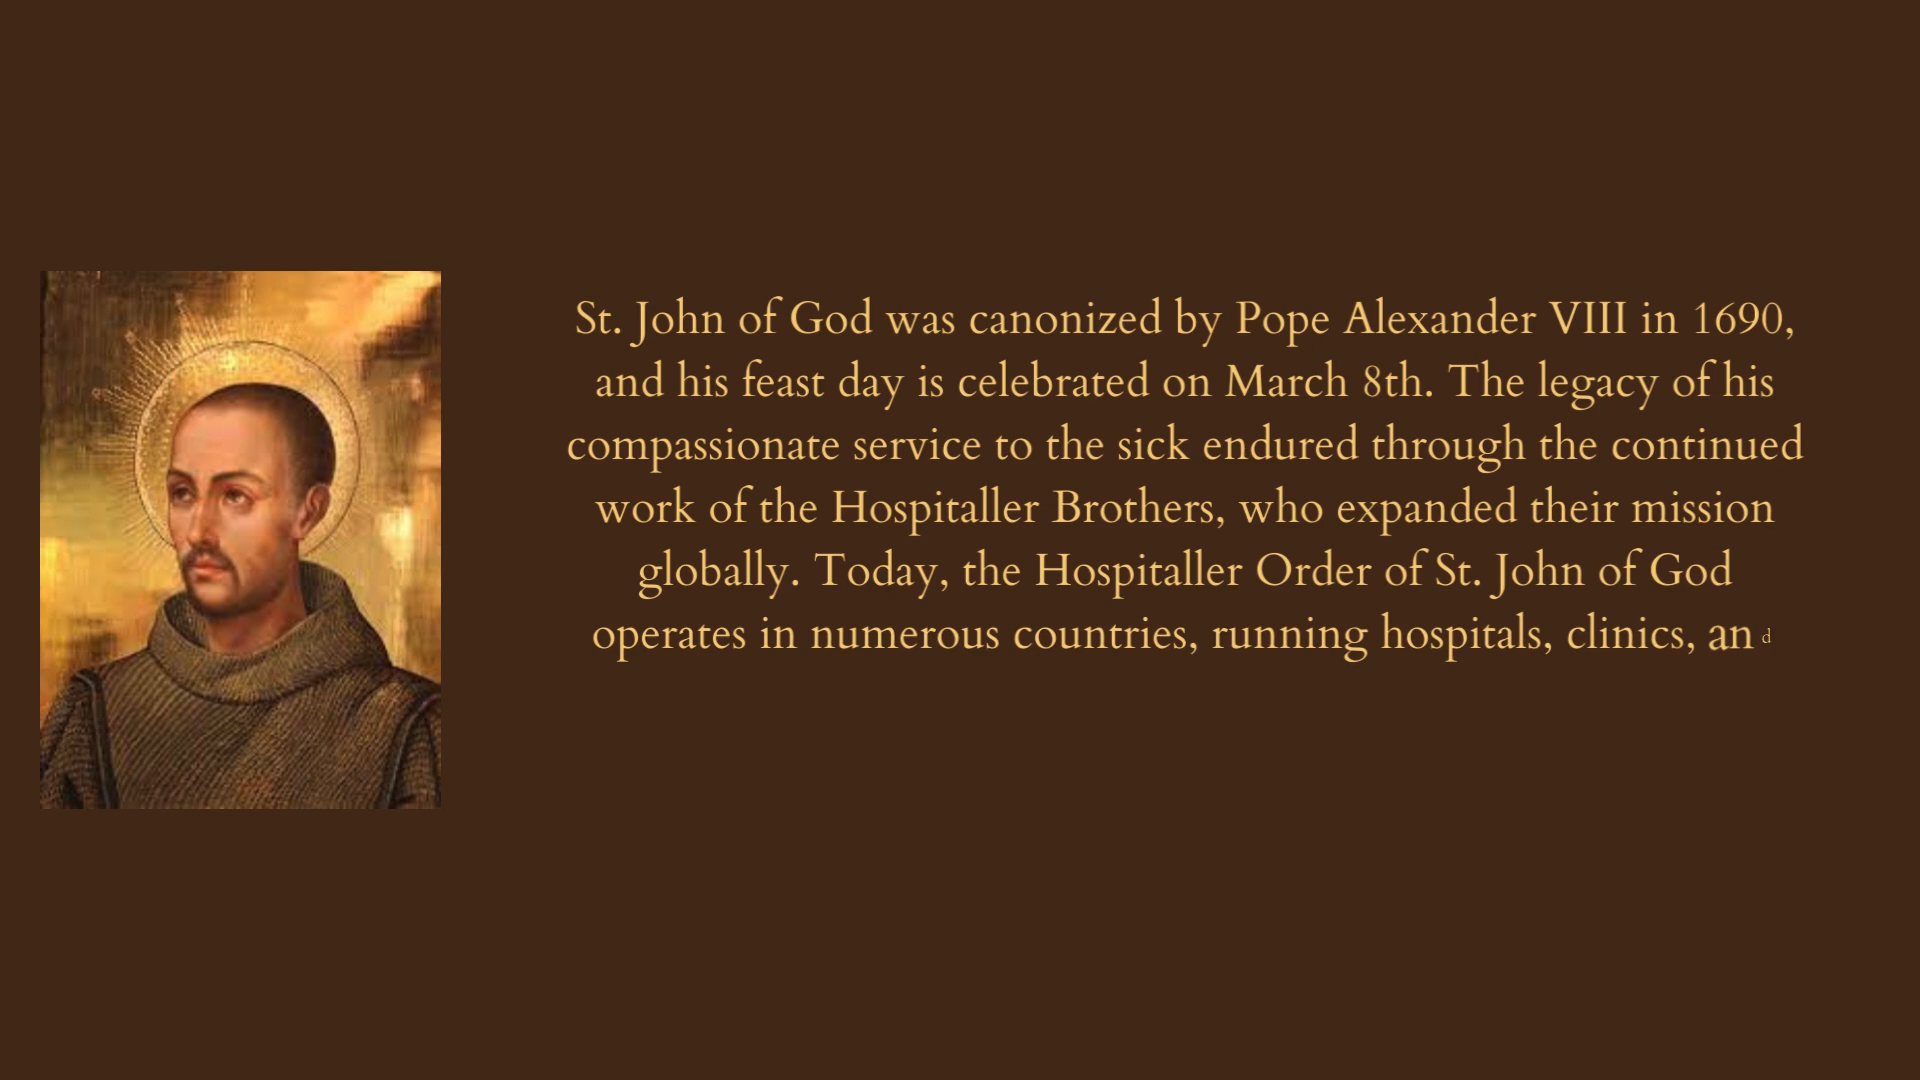 St. John of God was canonized by Pope Alexander VIII in 1690,
and his feast day is celebrated on March 8th. The legacy of his
compassionate service to the sick endured through the continued
work of the Hospitaller Brothers, who expanded their mission
globally. Today, the Hospitaller Order of St. John of God
operates in numerous countries, running hospitals, clinics, and